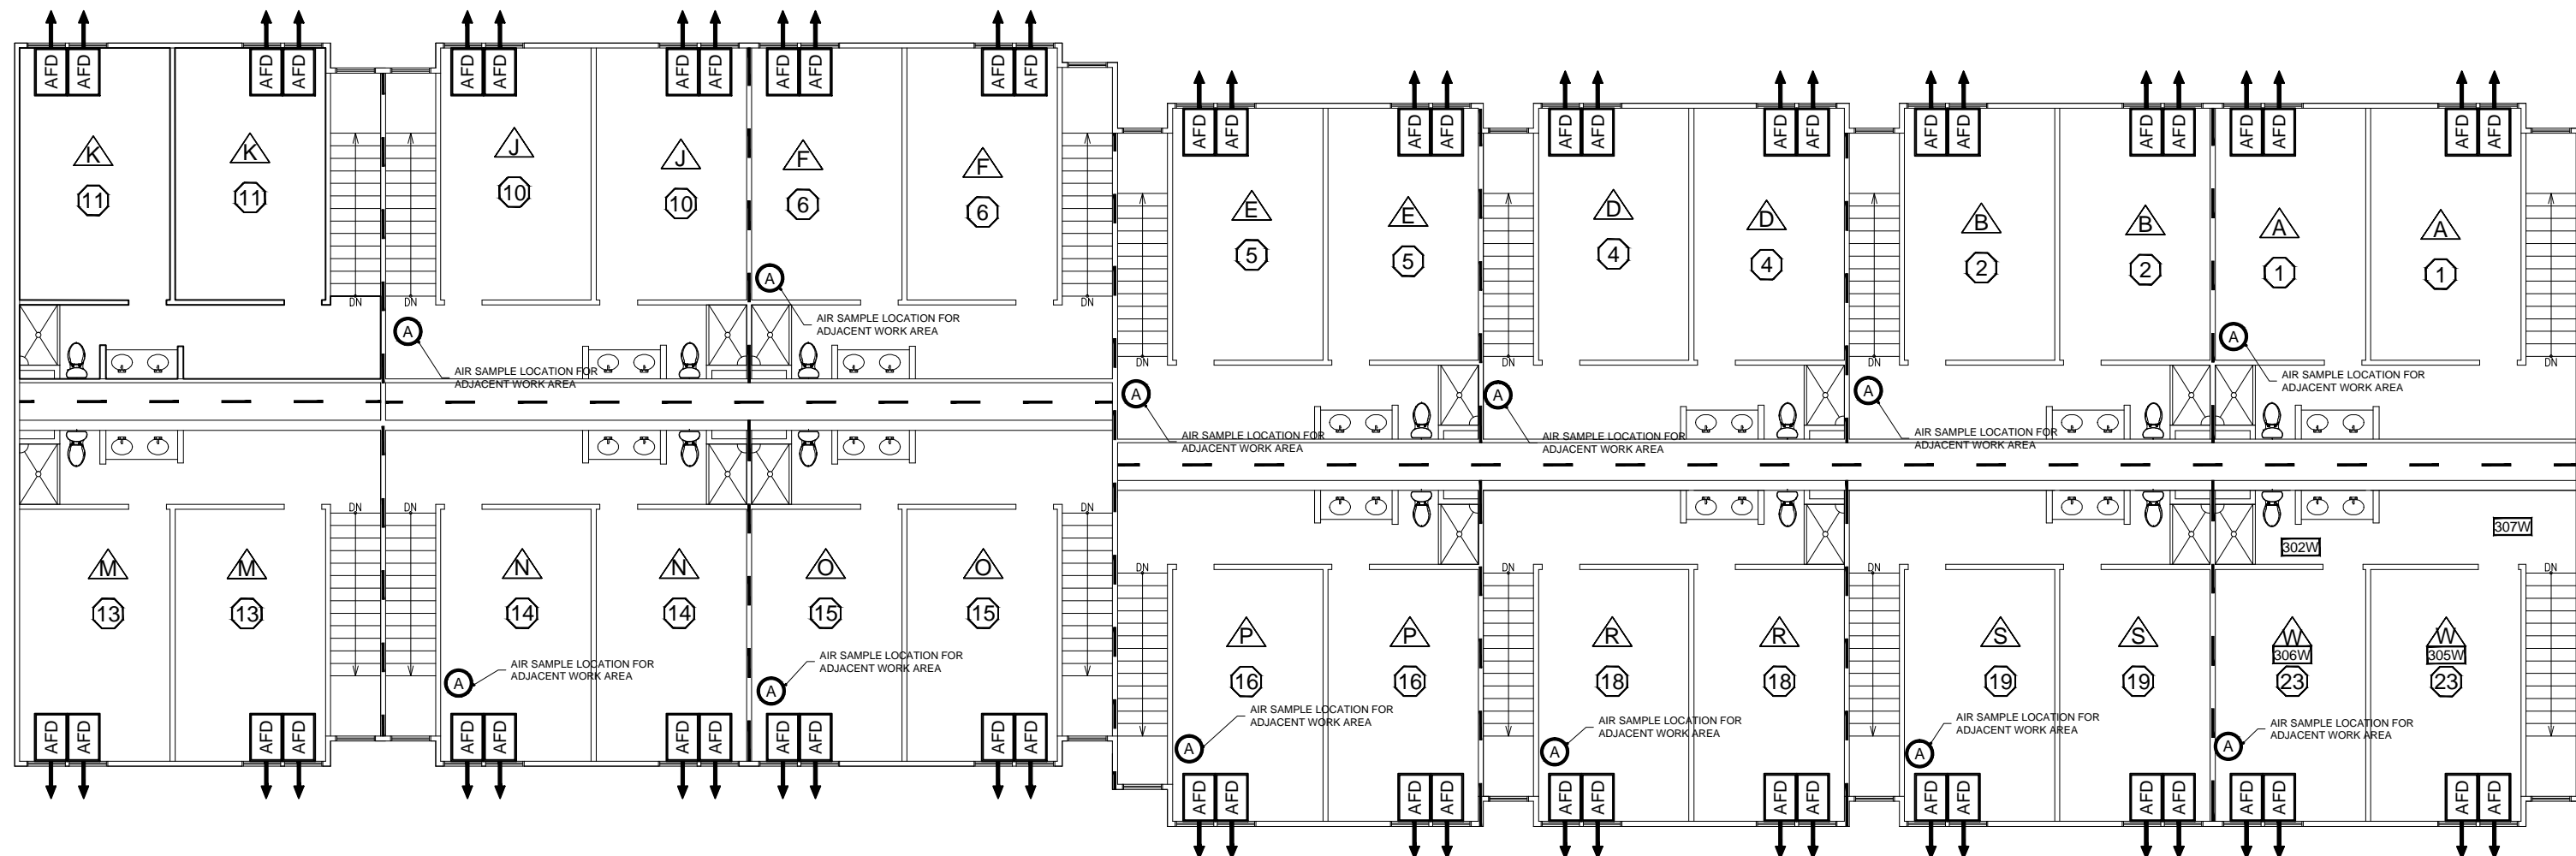 AFD AFD AFD AFD AFD AFD AFD AFD AFD AFD AFD AFD
AFD AFD AFD AFD AFD AFD AFD AFD AFD AFD AFD AFD AFD AFD AFD AFD
K K J J F F
11 11 10 10 6 6
E E D D B B A A
5 5 4 4 2 2 1 1
A
DN DN DN
AIR SAMPLE LOCATION FOR
ADJACENT WORK AREA
A
AIR SAMPLE LOCATION FOR
ADJACENT WORK AREA
A
DN DN DN DN
AIR SAMPLE LOCATION FOR
ADJACENT WORK AREA
A
AIR SAMPLE LOCATION FOR
ADJACENT WORK AREA
A
AIR SAMPLE LOCATION FOR
ADJACENT WORK AREA
A
AIR SAMPLE LOCATION FOR
ADJACENT WORK AREA
DN DN DN
307W
302W
DN DN DN DN
M M N N O O
13 13 14 14 15 15
P P R R S S W W
306W 305W
16 16 18 18 19 19 23 23
A
AIR SAMPLE LOCATION FOR
ADJACENT WORK AREA
A
AIR SAMPLE LOCATION FOR
ADJACENT WORK AREA
A
AIR SAMPLE LOCATION FOR
ADJACENT WORK AREA
A
AIR SAMPLE LOCATION FOR
ADJACENT WORK AREA
A
AIR SAMPLE LOCATION FOR
ADJACENT WORK AREA
A
AIR SAMPLE LOCATION FOR
ADJACENT WORK AREA
AFD AFD AFD AFD AFD AFD AFD AFD AFD AFD AFD AFD
AFD AFD AFD AFD AFD AFD AFD AFD AFD AFD AFD AFD AFD AFD AFD AFD